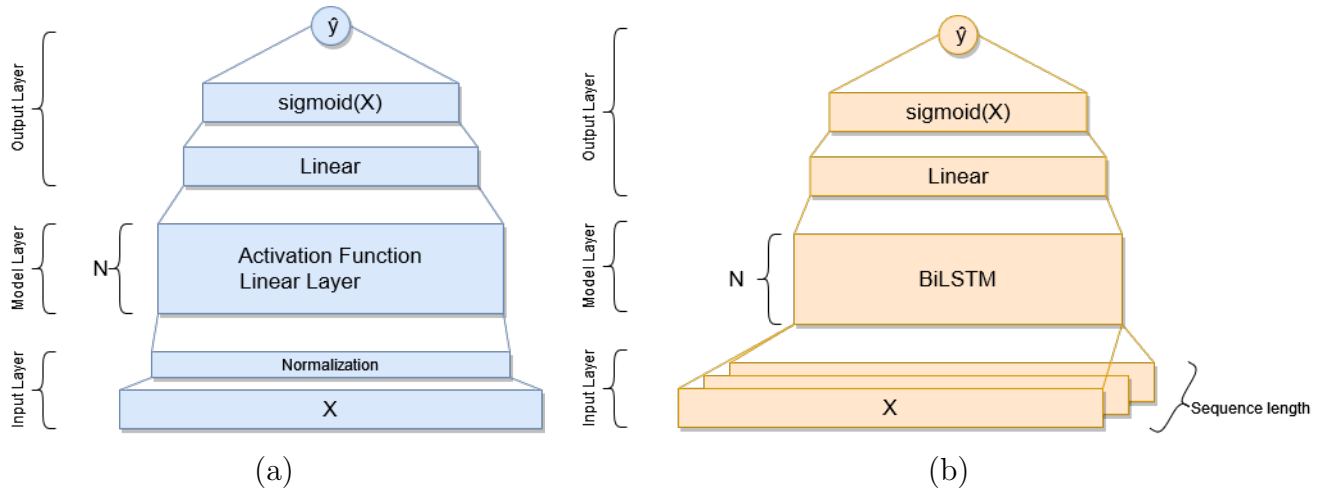 ŷ
Output Layer
sigmoid(X)
Linear
Model Layer
N
Activation Function
Linear Layer
Input Layer
Normalization
X
(a)
ŷ
Output Layer
sigmoid(X)
Linear
Model Layer
N
BiLSTM
Input Layer
X
Sequence length
(b)